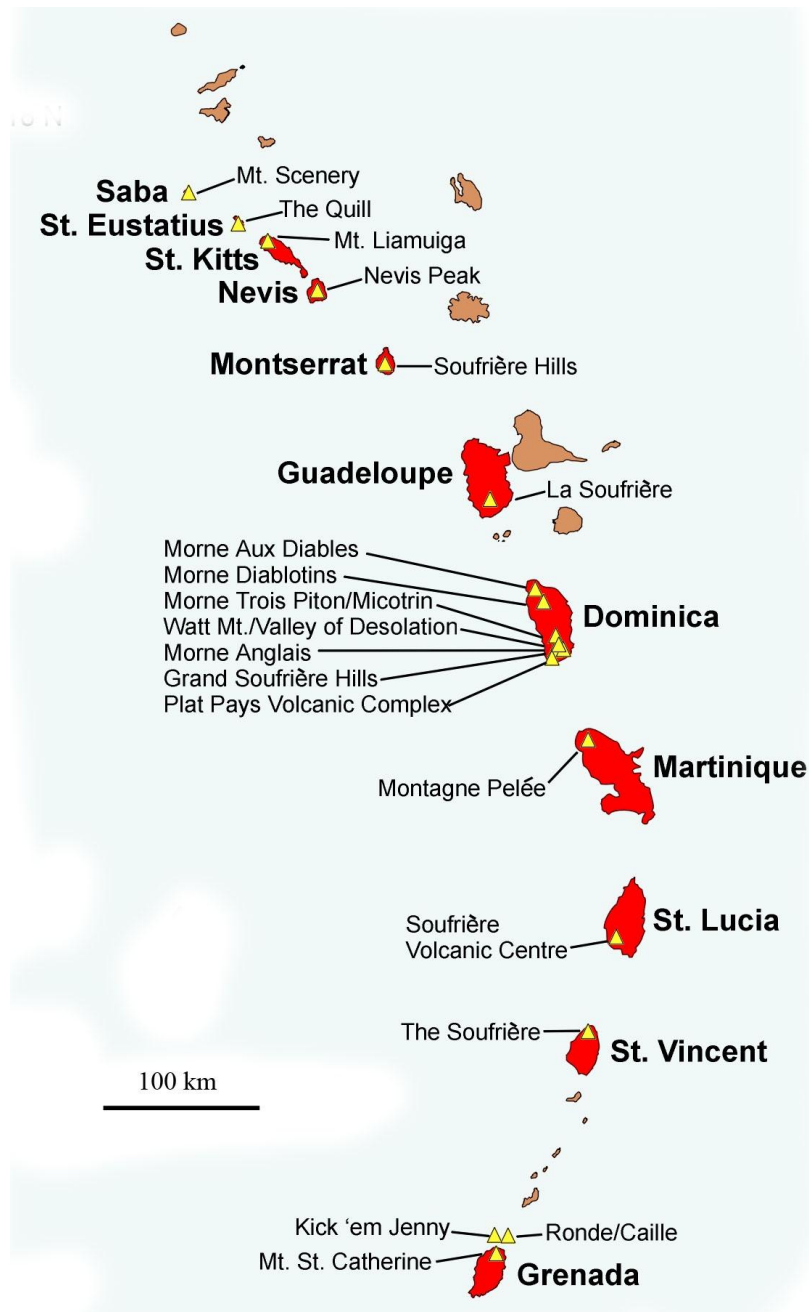 Mt. Scenery
Saba
The Quill
St. Eustatius
Mt. Liamuiga
St. Kitts
Nevis Peak
Nevis
Montserrat
Soufrière Hills
Guadeloupe
La Soufrière
Morne Aux Diables
Morne Diablotins
Morne Trois Piton/Micotrin
Dominica
Watt Mt./Valley of Desolation
Morne Anglais
Grand Soufrière Hills
Plat Pays Volcanic Complex
Martinique
Montagne Pelée
St. Lucia
Soufrière
Volcanic Centre
The Soufrière
St. Vincent
100 km
Kick ‘em Jenny
Ronde/Caille
Mt. St. Catherine
Grenada